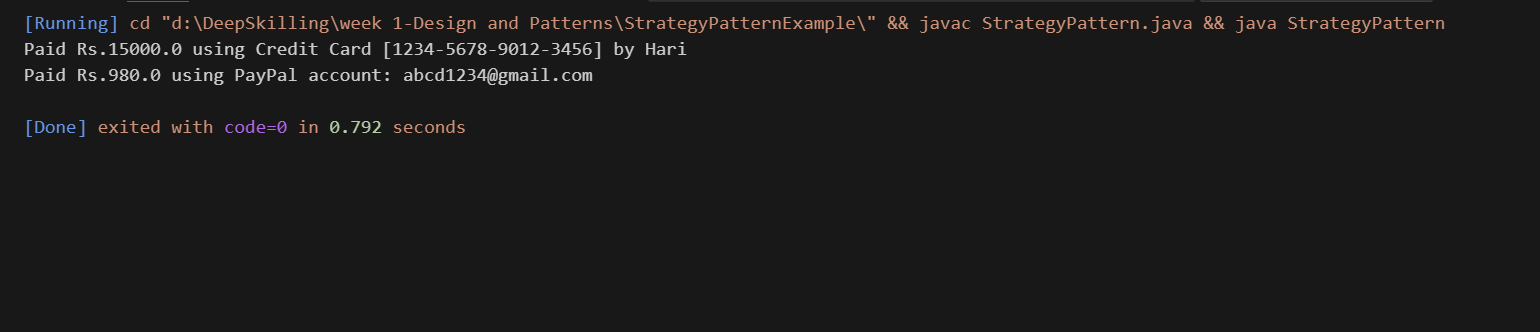 [Running] cd "d:\DeepSkilling\week 1-Design and Patterns\StrategyPatternExample\" && javac StrategyPattern.java && java StrategyPattern
Paid Rs.15000.0 using Credit Card [1234-5678-9012-3456] by Hari
Paid Rs.980.0 using PayPal account: abcd1234@gmail.com
[Done] exited with code=0 in 0.792 seconds